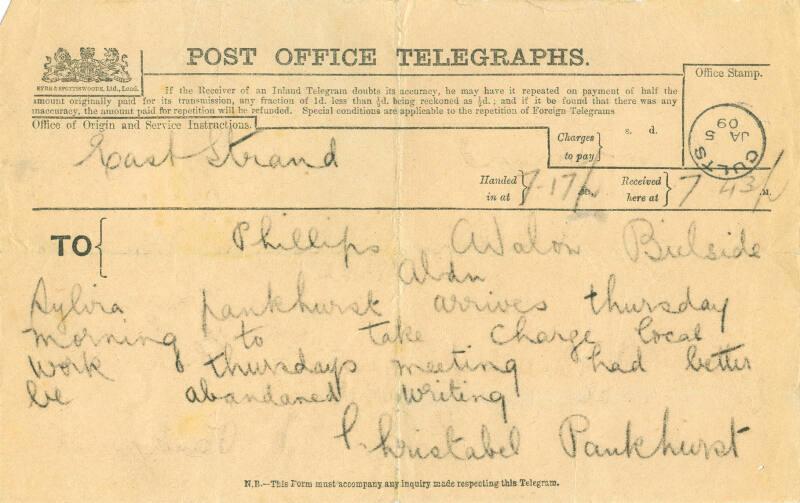 POST OFFICE TELEGRAPHS.
EYRE & SPOTTISWOODE, Ltd., Lond.
If the Receiver of an Inland Telegram doubts its accuracy, he may have it repeated on payment of half the
amount originally paid for its transmission, any fraction of 1d. less than ½d. being reckoned as ½d.; and if it be found that there was any
inaccuracy, the amount paid for repetition will be refunded. Special conditions are applicable to the repetition of Foreign Telegrams
Office Stamp.
CULTS
JA 5
09
Office of Origin and Service Instructions.
East Strand
Charges
to pay
s. d.
Handed
in at
7.17
Received
here at
7 43
M.
TO
Phillips Avalon Bielside
Abdn
Sylvia pankhurst arrives thursday
morning to take charge local
work thursdays meeting had better
be abandaned writing
Christabel Pankhurst
N.B.—This Form must accompany any inquiry made respecting this Telegram.